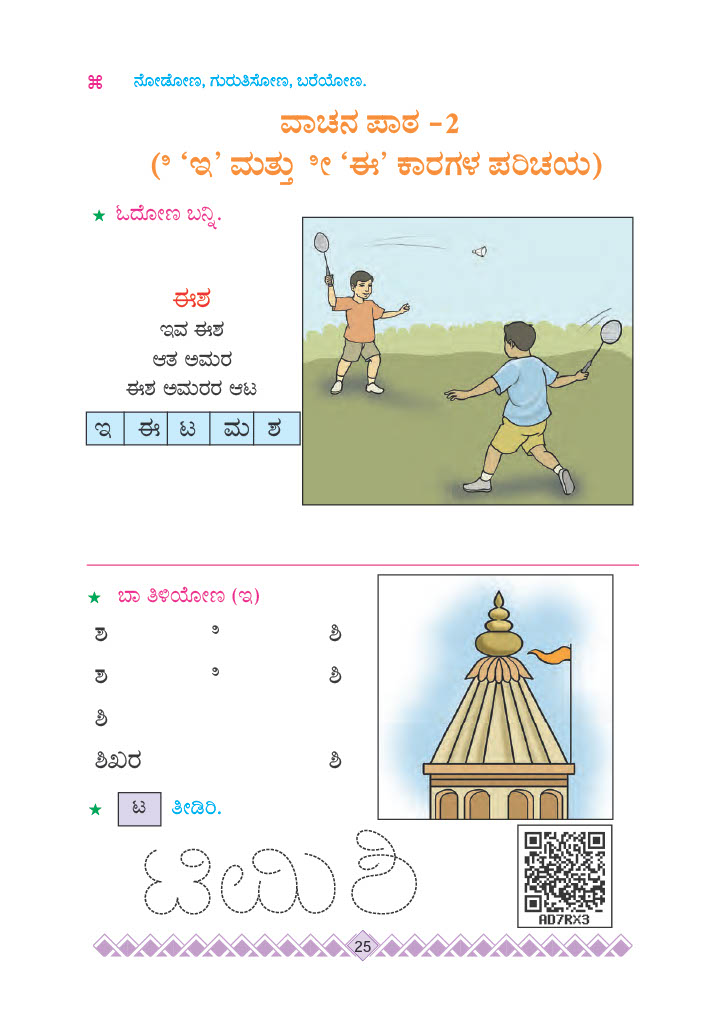 ನೋಡೋಣ, ಗುರುತಿಸೋಣ, ಬರೆಯೋಣ.
ವಾಚನ ಪಾಠ -2
(ಿ 'ಇ' ಮತ್ತು ೀ 'ಈ' ಕಾರಗಳ ಪರಿಚಯ)
★ ಓದೋಣ ಬನ್ನಿ.
ಈಶ
ಇವ ಈಶ
ಆತ ಅಮರ
ಈಶ ಅಮರರ ಆಟ
ಇ ಈ ಟ ಮ ಶ
★ ಬಾ ತಿಳಿಯೋಣ (ಇ)
ಶ ಿ ಶಿ
ಶ ಿ ಶಿ
ಶಿ
ಶಿಖರ ಶಿ
★ ಟ ತೀಡಿರಿ.
ಟಿ ಮಿ ಶಿ
AD7RX3
25